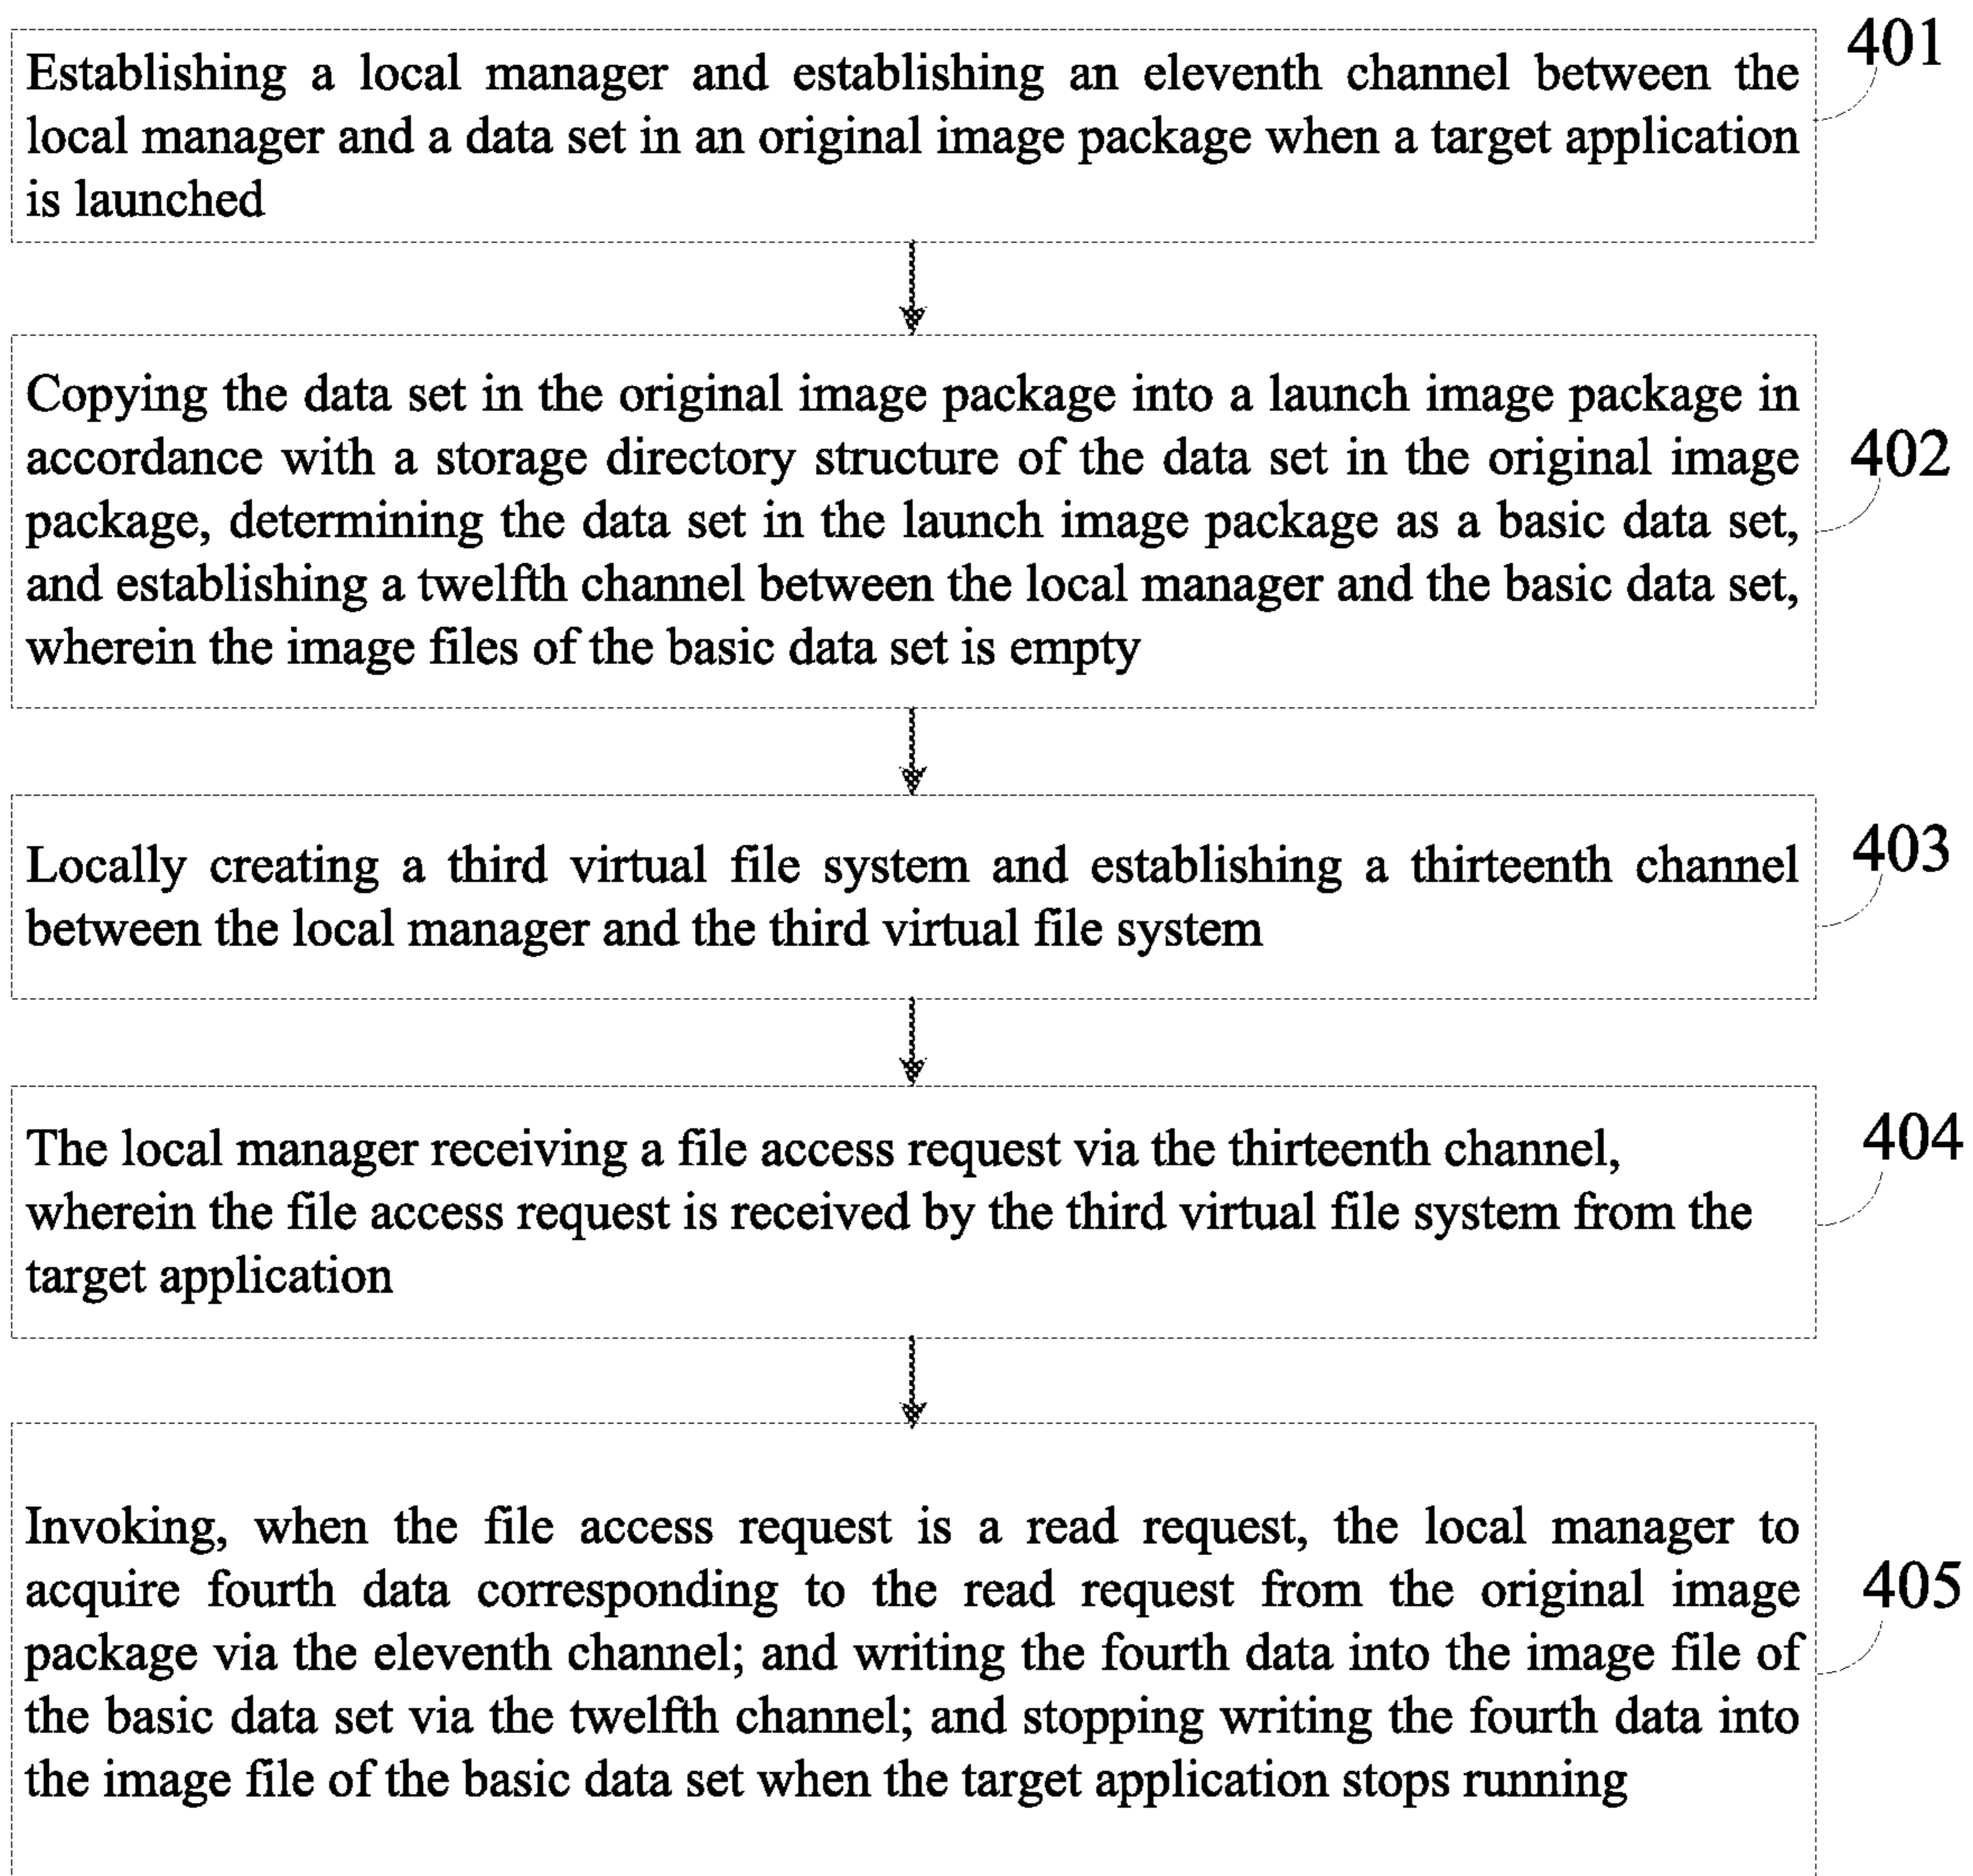 401
Establishing a local manager and establishing an eleventh channel between the
local manager and a data set in an original image package when a target application
is launched
Copying the data set in the original image package into a launch image package in
accordance with a storage directory structure of the data set in the original image
402
package, determining the data set in the launch image package as a basic data set,
and establishing a twelfth channel between the local manager and the basic data set,
wherein the image files of the basic data set is empty
403
Locally creating a third virtual file system and establishing a thirteenth channel
between the local manager and the third virtual file system
404
The local manager receiving a file access request via the thirteenth channel,
wherein the file access request is received by the third virtual file system from the
target application
Invoking, when the file access request is a read request, the local manager to
acquire fourth data corresponding to the read request from the original image
405
package via the eleventh channel; and writing the fourth data into the image file of
the basic data set via the twelfth channel; and stopping writing the fourth data into
the image file of the basic data set when the target application stops running